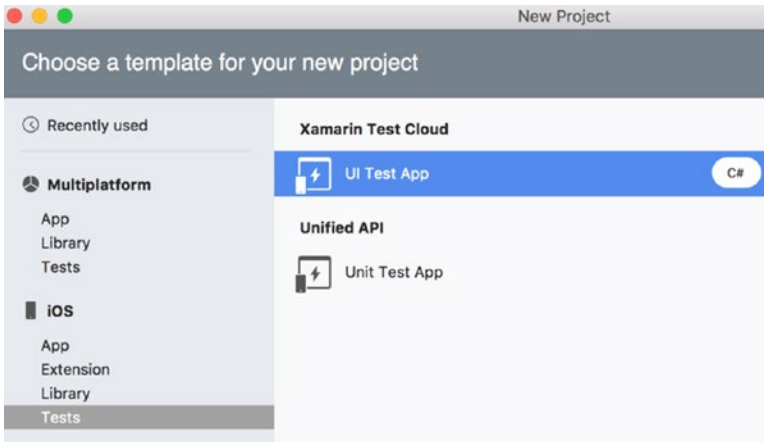 New Project
Choose a template for your new project
Recently used
Multiplatform
App
Library
Tests
iOS
App
Extension
Library
Tests
Xamarin Test Cloud
UI Test App
C#
Unified API
Unit Test App